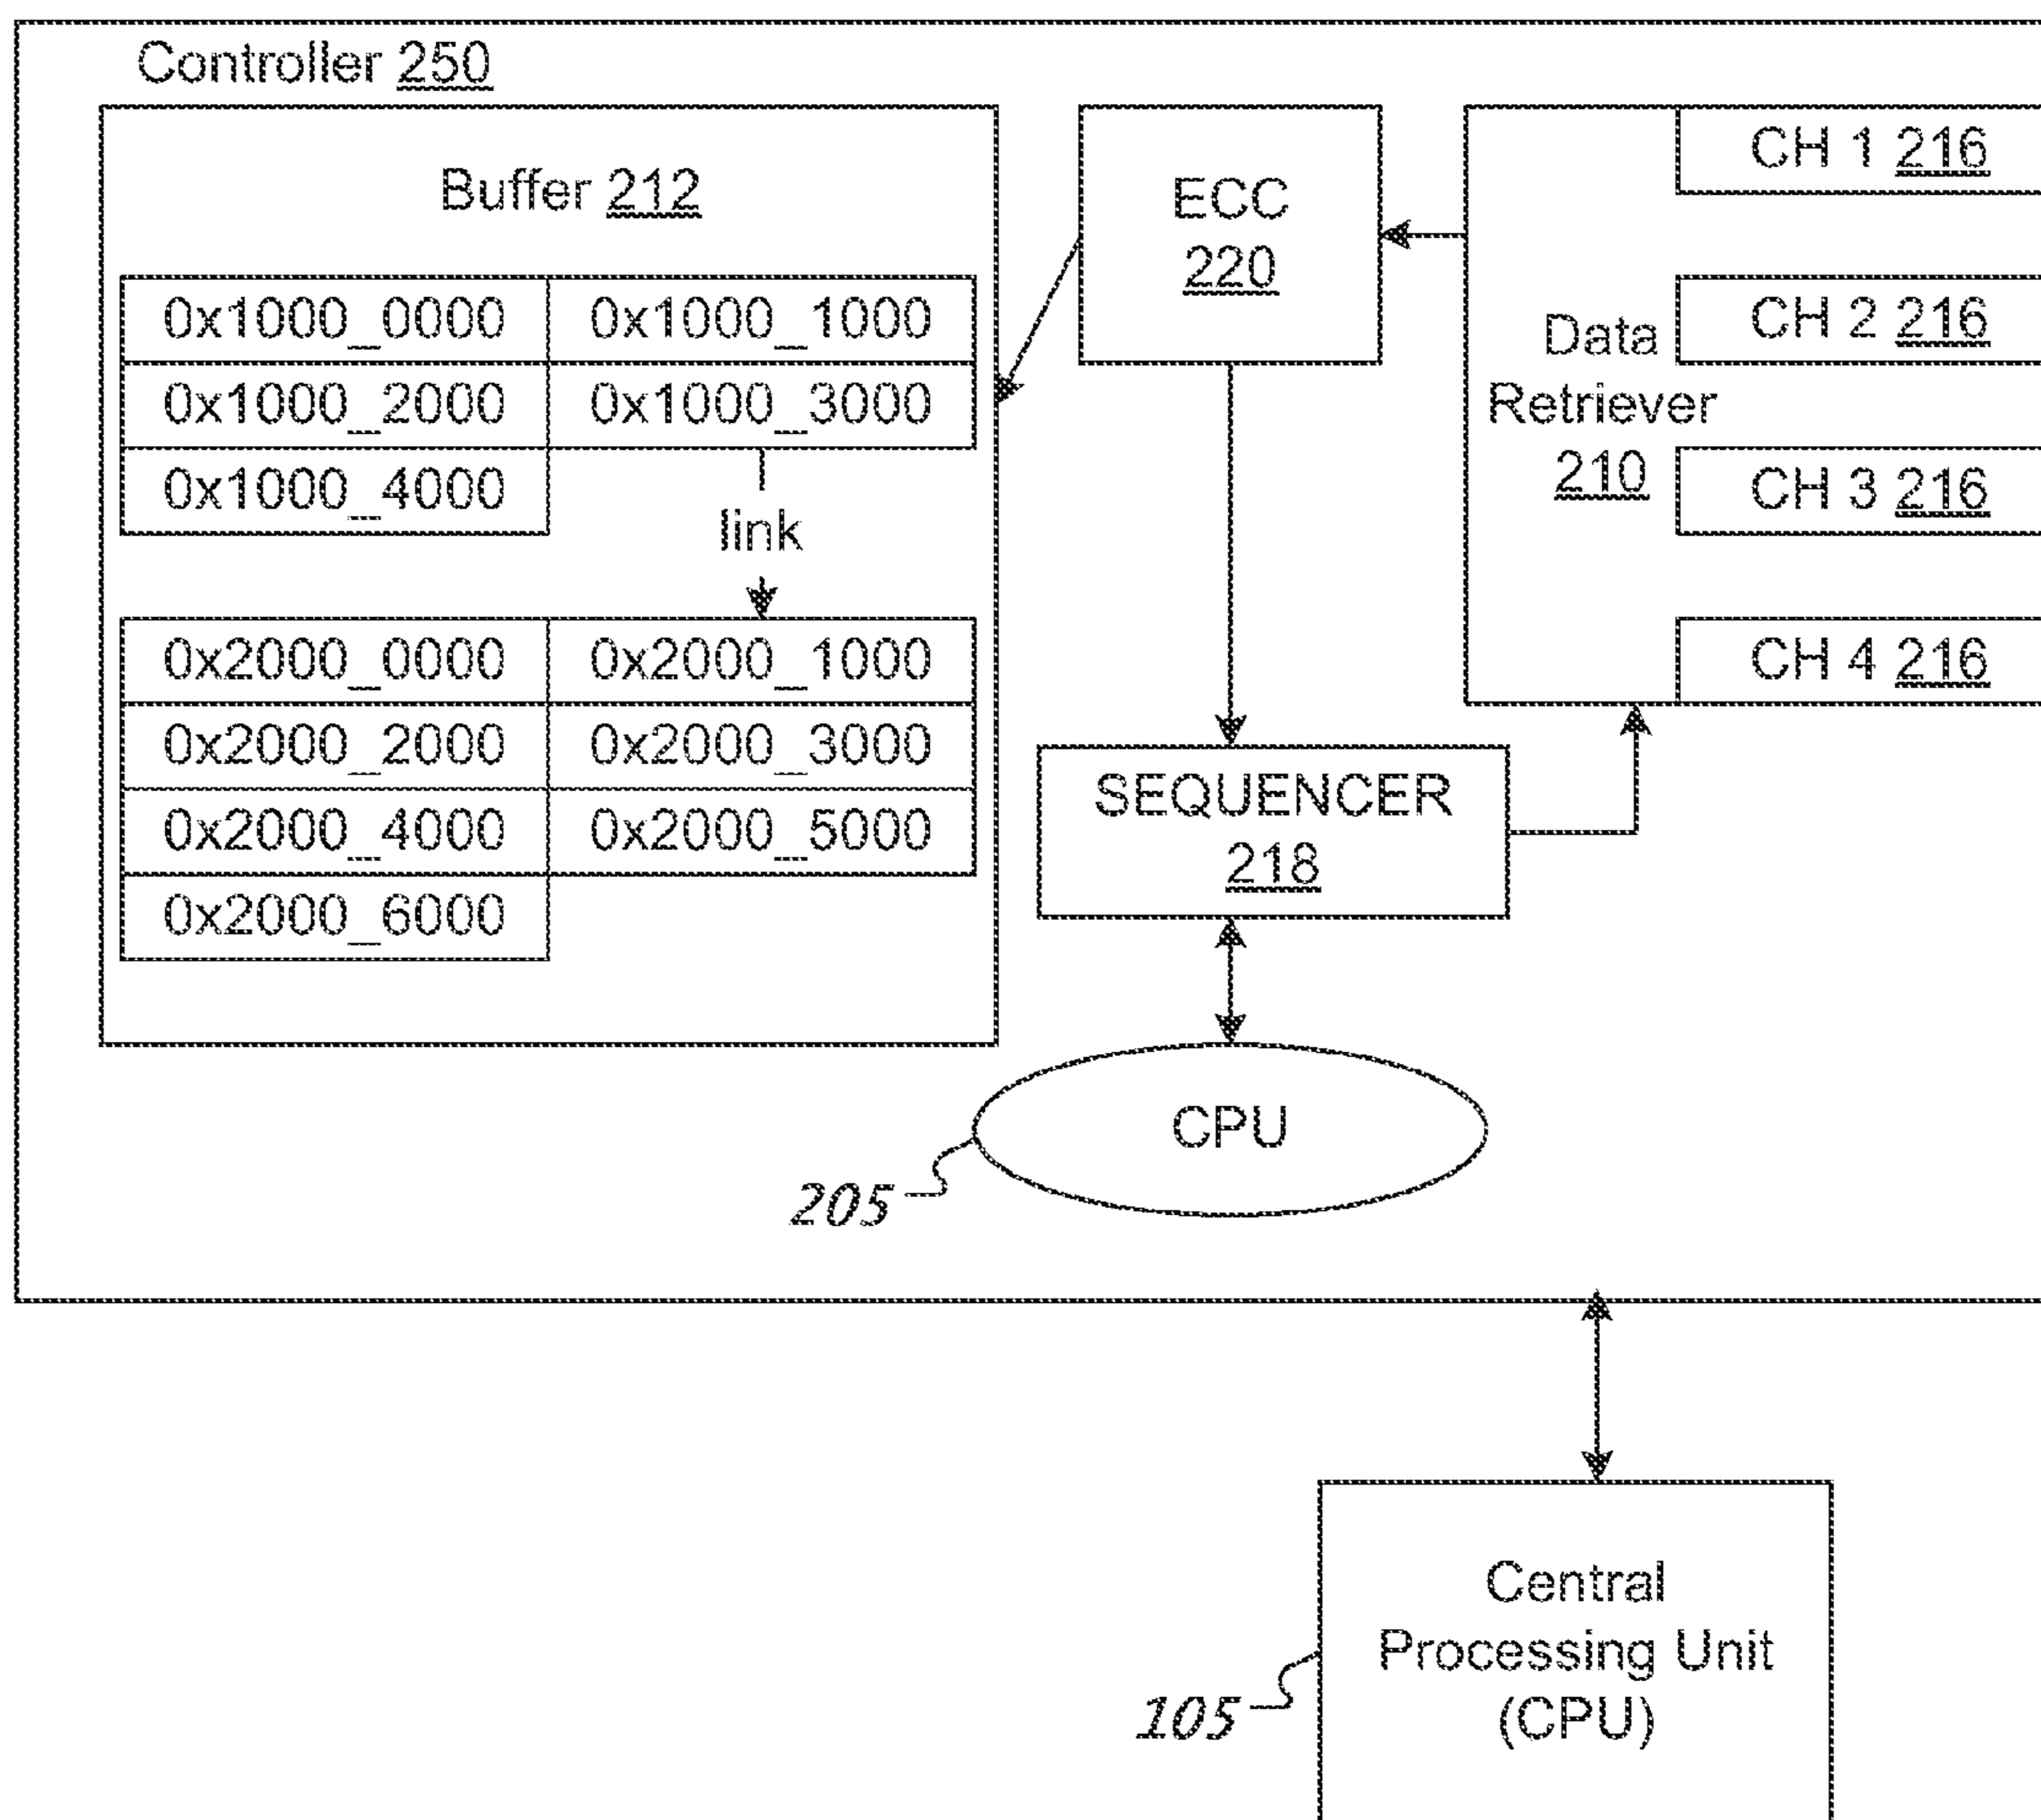 Controller 250
Buffer 212
0x1000_0000 0x1000_1000
0x1000_2000 0x1000_3000
0x1000_4000
link
0x2000_0000 0x2000_1000
0x2000_2000 0x2000_3000
0x2000_4000 0x2000_5000
0x2000_6000
ECC
220
Data
Retriever
210
CH 1 216
CH 2 216
CH 3 216
CH 4 216
SEQUENCER
218
CPU
205
Central
Processing Unit
(CPU)
105